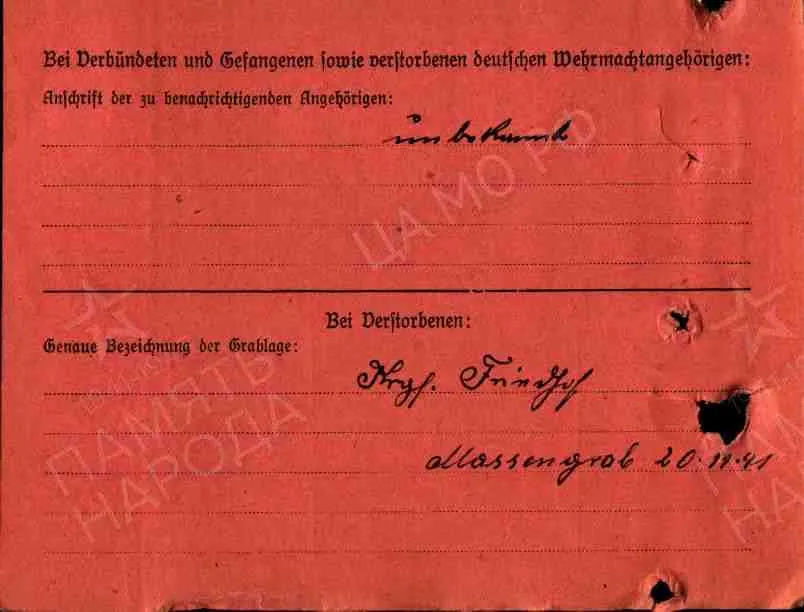 Bei Verbündeten und Gefangenen sowie verstorbenen deutschen Wehrmachtangehörigen:
Anschrift der zu benachrichtigenden Angehörigen:
unbekannt
ЦА МО РФ
Bei Verstorbenen:
Genaue Bezeichnung der Grablage:
Krgf. Friedhof
ПАМЯТЬ
НАРОДА
Massengrab 20.11.41